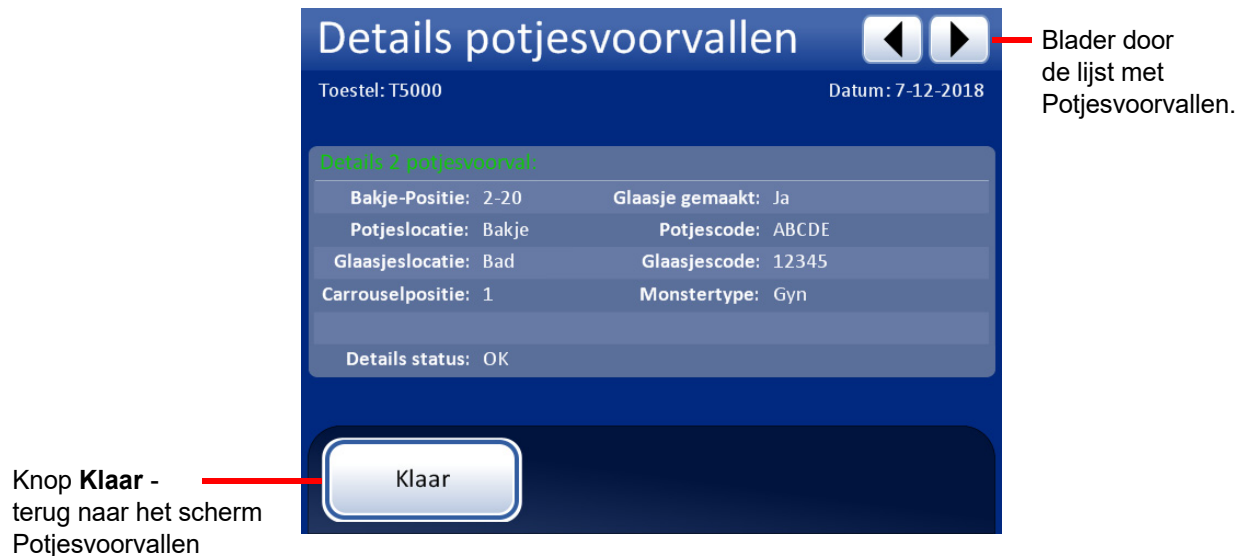 Details potjesvoorvallen
Blader door
de lijst met
Potjesvoorvallen.
Toestel: T5000 Datum: 7-12-2018
Details 2 potjesvoorval:
Bakje-Positie: 2-20 Glaasje gemaakt: Ja
Potjeslocatie: Bakje Potjescode: ABCDE
Glaasjeslocatie: Bad Glaasjescode: 12345
Carrouselpositie: 1 Monstertype: Gyn
Details status: OK
Klaar
Knop Klaar -
terug naar het scherm
Potjesvoorvallen